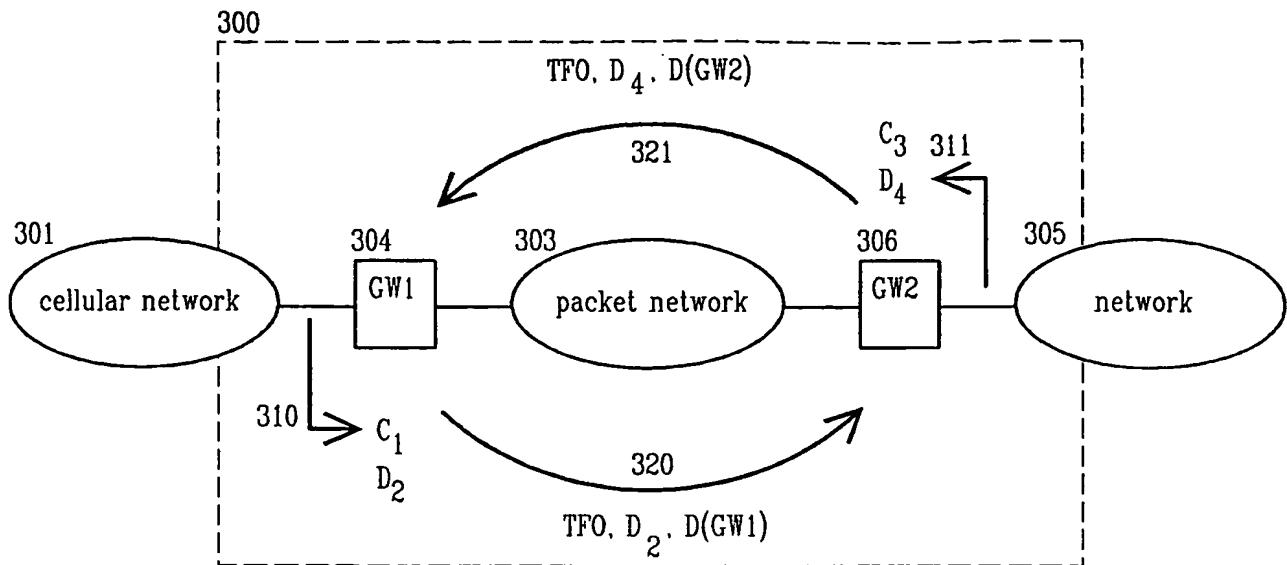 300
TFO, D4, D(GW2)
321
C3 311
D4
301
304
303
306
305
cellular network
GW1
packet network
GW2
network
310
C1
D2
320
TFO, D2, D(GW1)